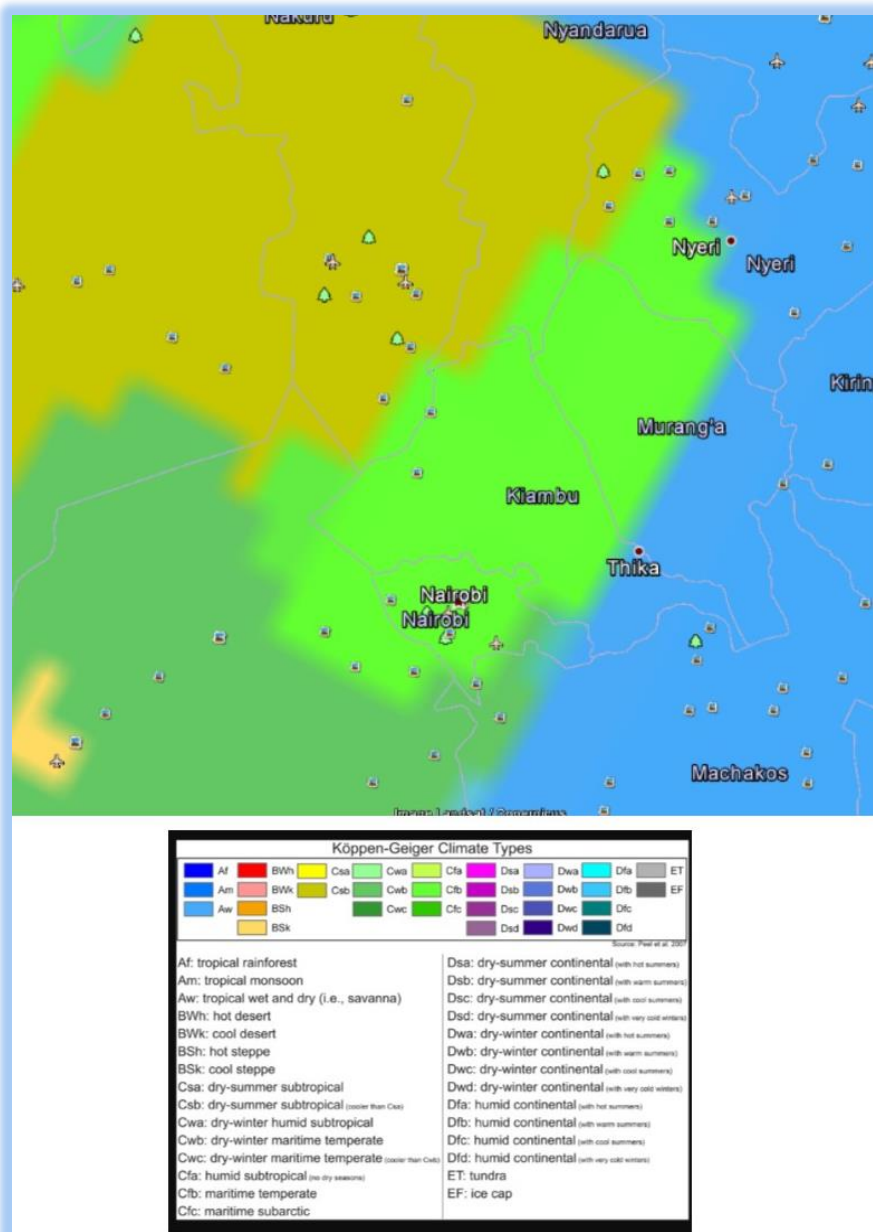 Nakuru
Nyandarua
Nyeri
Nyeri
Kirin
Murang'a
Kiambu
Thika
Nairobi
Nairobi
Machakos
Image Landsat / Copernicus
Köppen-Geiger Climate Types
Af BWh Csa Cwa Cfa Dsa Dwa Dfa ET
Am BWk Csb Cwb Cfb Dsb Dwb Dfb EF
Aw BSh Cwc Cfc Dsc Dwc Dfc
BSk Dsd Dwd Dfd
Source: Peel et al. 2007
Af: tropical rainforest
Am: tropical monsoon
Aw: tropical wet and dry (i.e., savanna)
BWh: hot desert
BWk: cool desert
BSh: hot steppe
BSk: cool steppe
Csa: dry-summer subtropical
Csb: dry-summer subtropical (cooler than Csa)
Cwa: dry-winter humid subtropical
Cwb: dry-winter maritime temperate
Cwc: dry-winter maritime temperate (cooler than Cwb)
Cfa: humid subtropical (no dry seasons)
Cfb: maritime temperate
Cfc: maritime subarctic
Dsa: dry-summer continental (with hot summers)
Dsb: dry-summer continental (with warm summers)
Dsc: dry-summer continental (with cool summers)
Dsd: dry-summer continental (with very cold winters)
Dwa: dry-winter continental (with hot summers)
Dwb: dry-winter continental (with warm summers)
Dwc: dry-winter continental (with cool summers)
Dwd: dry-winter continental (with very cold winters)
Dfa: humid continental (with hot summers)
Dfb: humid continental (with warm summers)
Dfc: humid continental (with cool summers)
Dfd: humid continental (with very cold winters)
ET: tundra
EF: ice cap